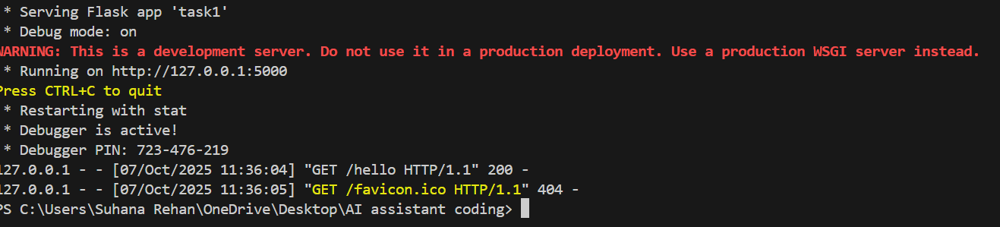 * Serving Flask app 'task1'
* Debug mode: on
WARNING: This is a development server. Do not use it in a production deployment. Use a production WSGI server instead.
* Running on http://127.0.0.1:5000
Press CTRL+C to quit
* Restarting with stat
* Debugger is active!
* Debugger PIN: 723-476-219
127.0.0.1 - - [07/Oct/2025 11:36:04] "GET /hello HTTP/1.1" 200 -
127.0.0.1 - - [07/Oct/2025 11:36:05] "GET /favicon.ico HTTP/1.1" 404 -
PS C:\Users\Suhana Rehan\OneDrive\Desktop\AI assistant coding>